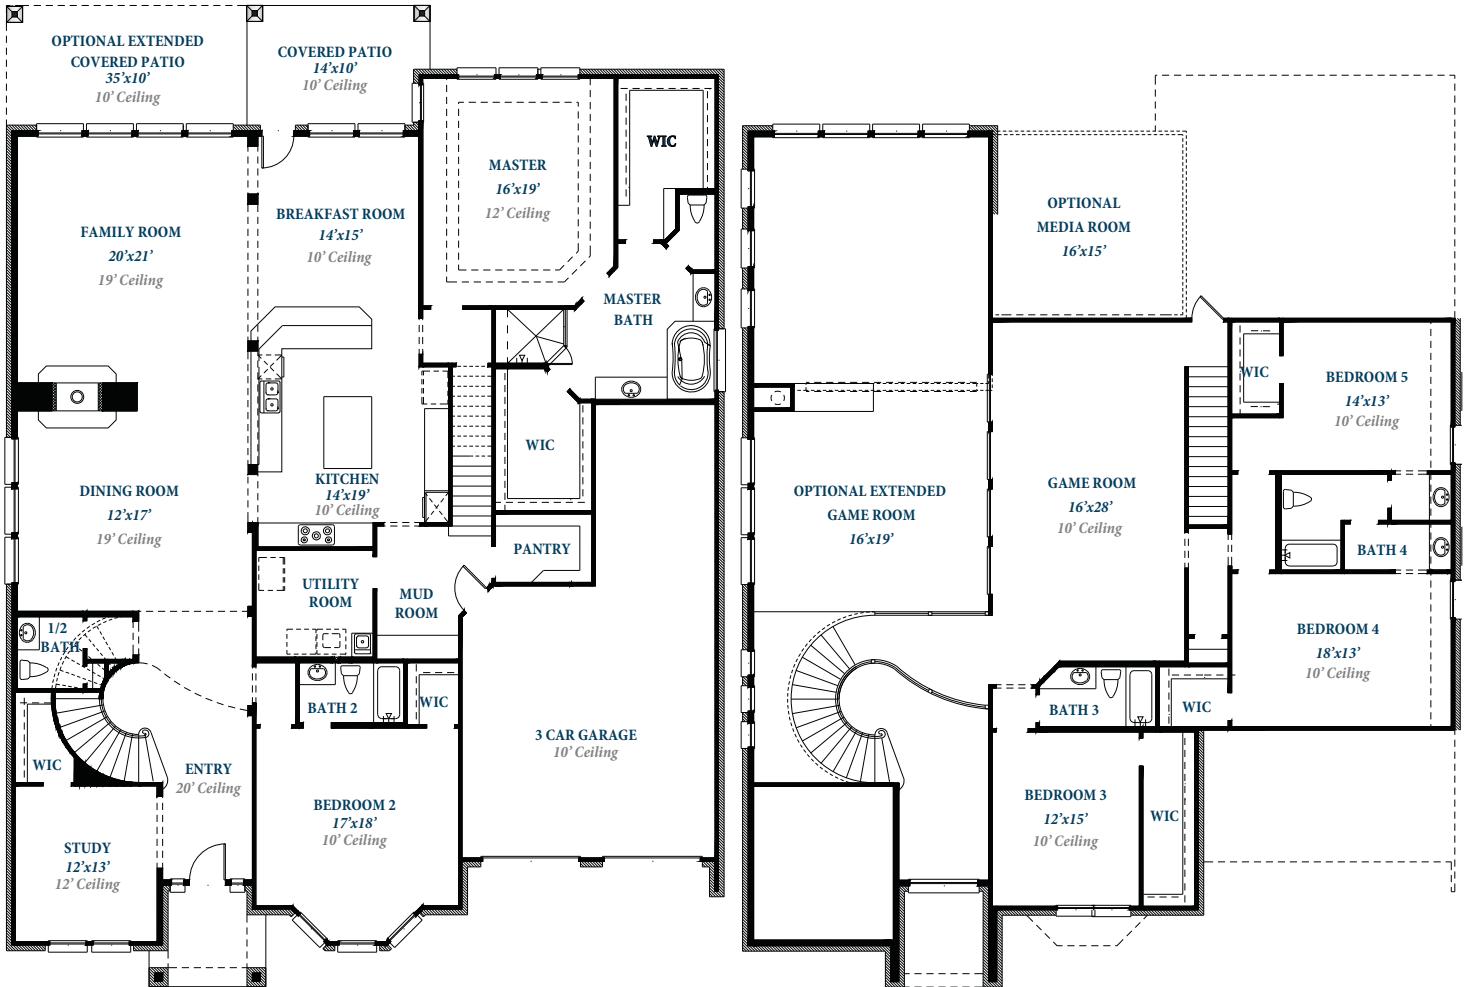 OPTIONAL EXTENDED
COVERED PATIO
35'x10'
10' Ceiling
COVERED PATIO
14'x10'
10' Ceiling
MASTER
16'x19'
12' Ceiling
WIC
FAMILY ROOM
20'x21'
19' Ceiling
BREAKFAST ROOM
14'x15'
10' Ceiling
MASTER
BATH
KITCHEN
14'x19'
10' Ceiling
WIC
DINING ROOM
12'x17'
19' Ceiling
PANTRY
UTILITY
ROOM
MUD
ROOM
1/2
BATH
BATH 2
WIC
3 CAR GARAGE
10' Ceiling
WIC
ENTRY
20' Ceiling
BEDROOM 2
17'x18'
10' Ceiling
STUDY
12'x13'
12' Ceiling
OPTIONAL
MEDIA ROOM
16'x15'
WIC
BEDROOM 5
14'x13'
10' Ceiling
OPTIONAL EXTENDED
GAME ROOM
16'x19'
GAME ROOM
16'x28'
10' Ceiling
BATH 4
BEDROOM 4
18'x13'
10' Ceiling
BATH 3
WIC
BEDROOM 3
12'x15'
10' Ceiling
WIC